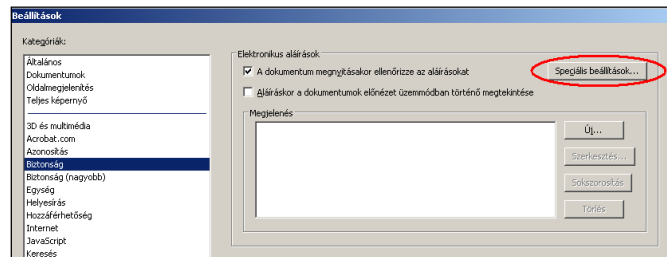 Beállítások
Kategóriák:
Általános
Dokumentumok
Oldalmegjelenítés
Teljes képernyő
3D és multimédia
Acrobat.com
Azonosítás
Biztonság
Biztonság (nagyobb)
Egység
Helyesírás
Hozzáférhetőség
Internet
JavaScript
Keresés
Elektronikus aláírások
A dokumentum megnyitásakor ellenőrizze az aláírásokat
Speciális beállítások...
Aláíráskor a dokumentumok előnézet üzemmódban történő megtekintése
Megjelenés
Új...
Szerkesztés...
Sokszorosítás
Törlés